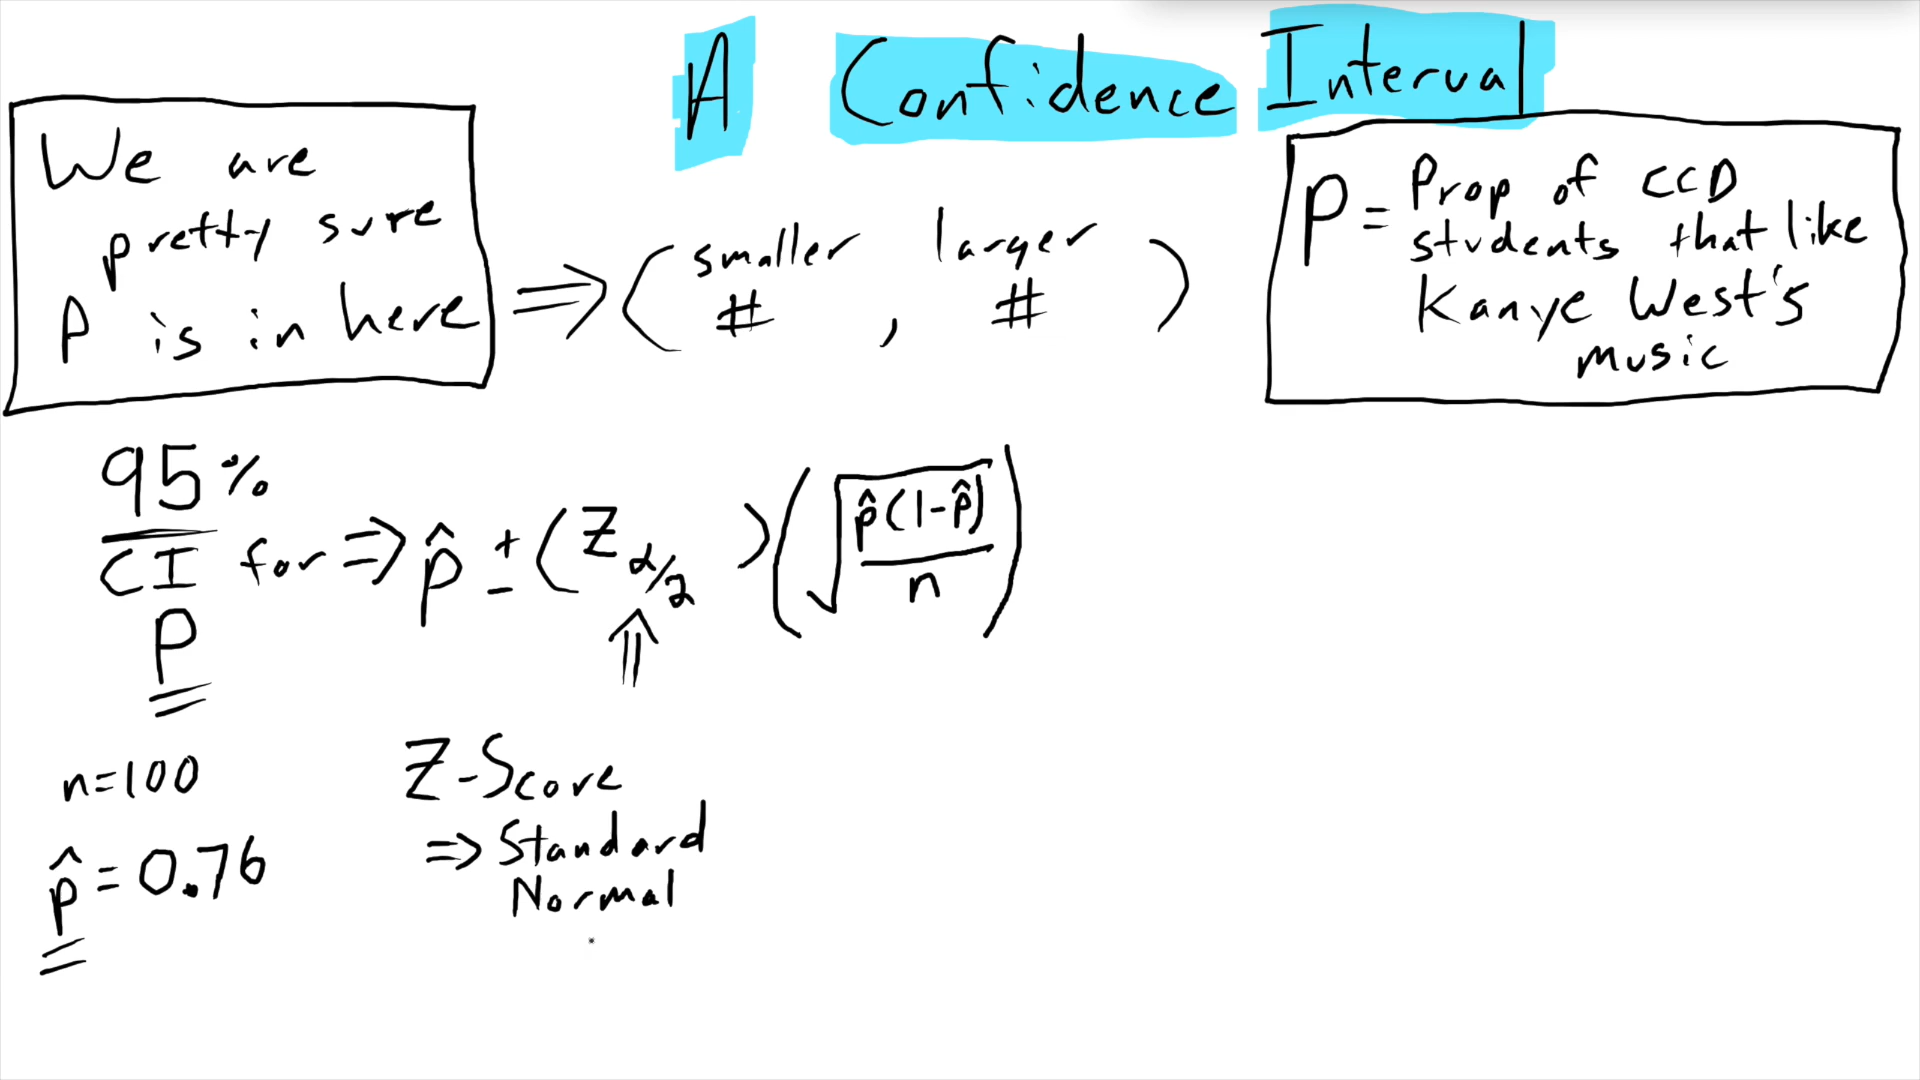 A Confidence Interval
We are
pretty sure
P is in here
⇒ ( smaller # , larger # )
P = Prop of CCD
students that like
Kanye West's
music
95%
CI for ⇒ p̂ ± (Z α/2) (√(p̂(1-p̂)/n))
P
⇑
n=100
p̂ = 0.76
Z-Score
⇒ Standard
Normal